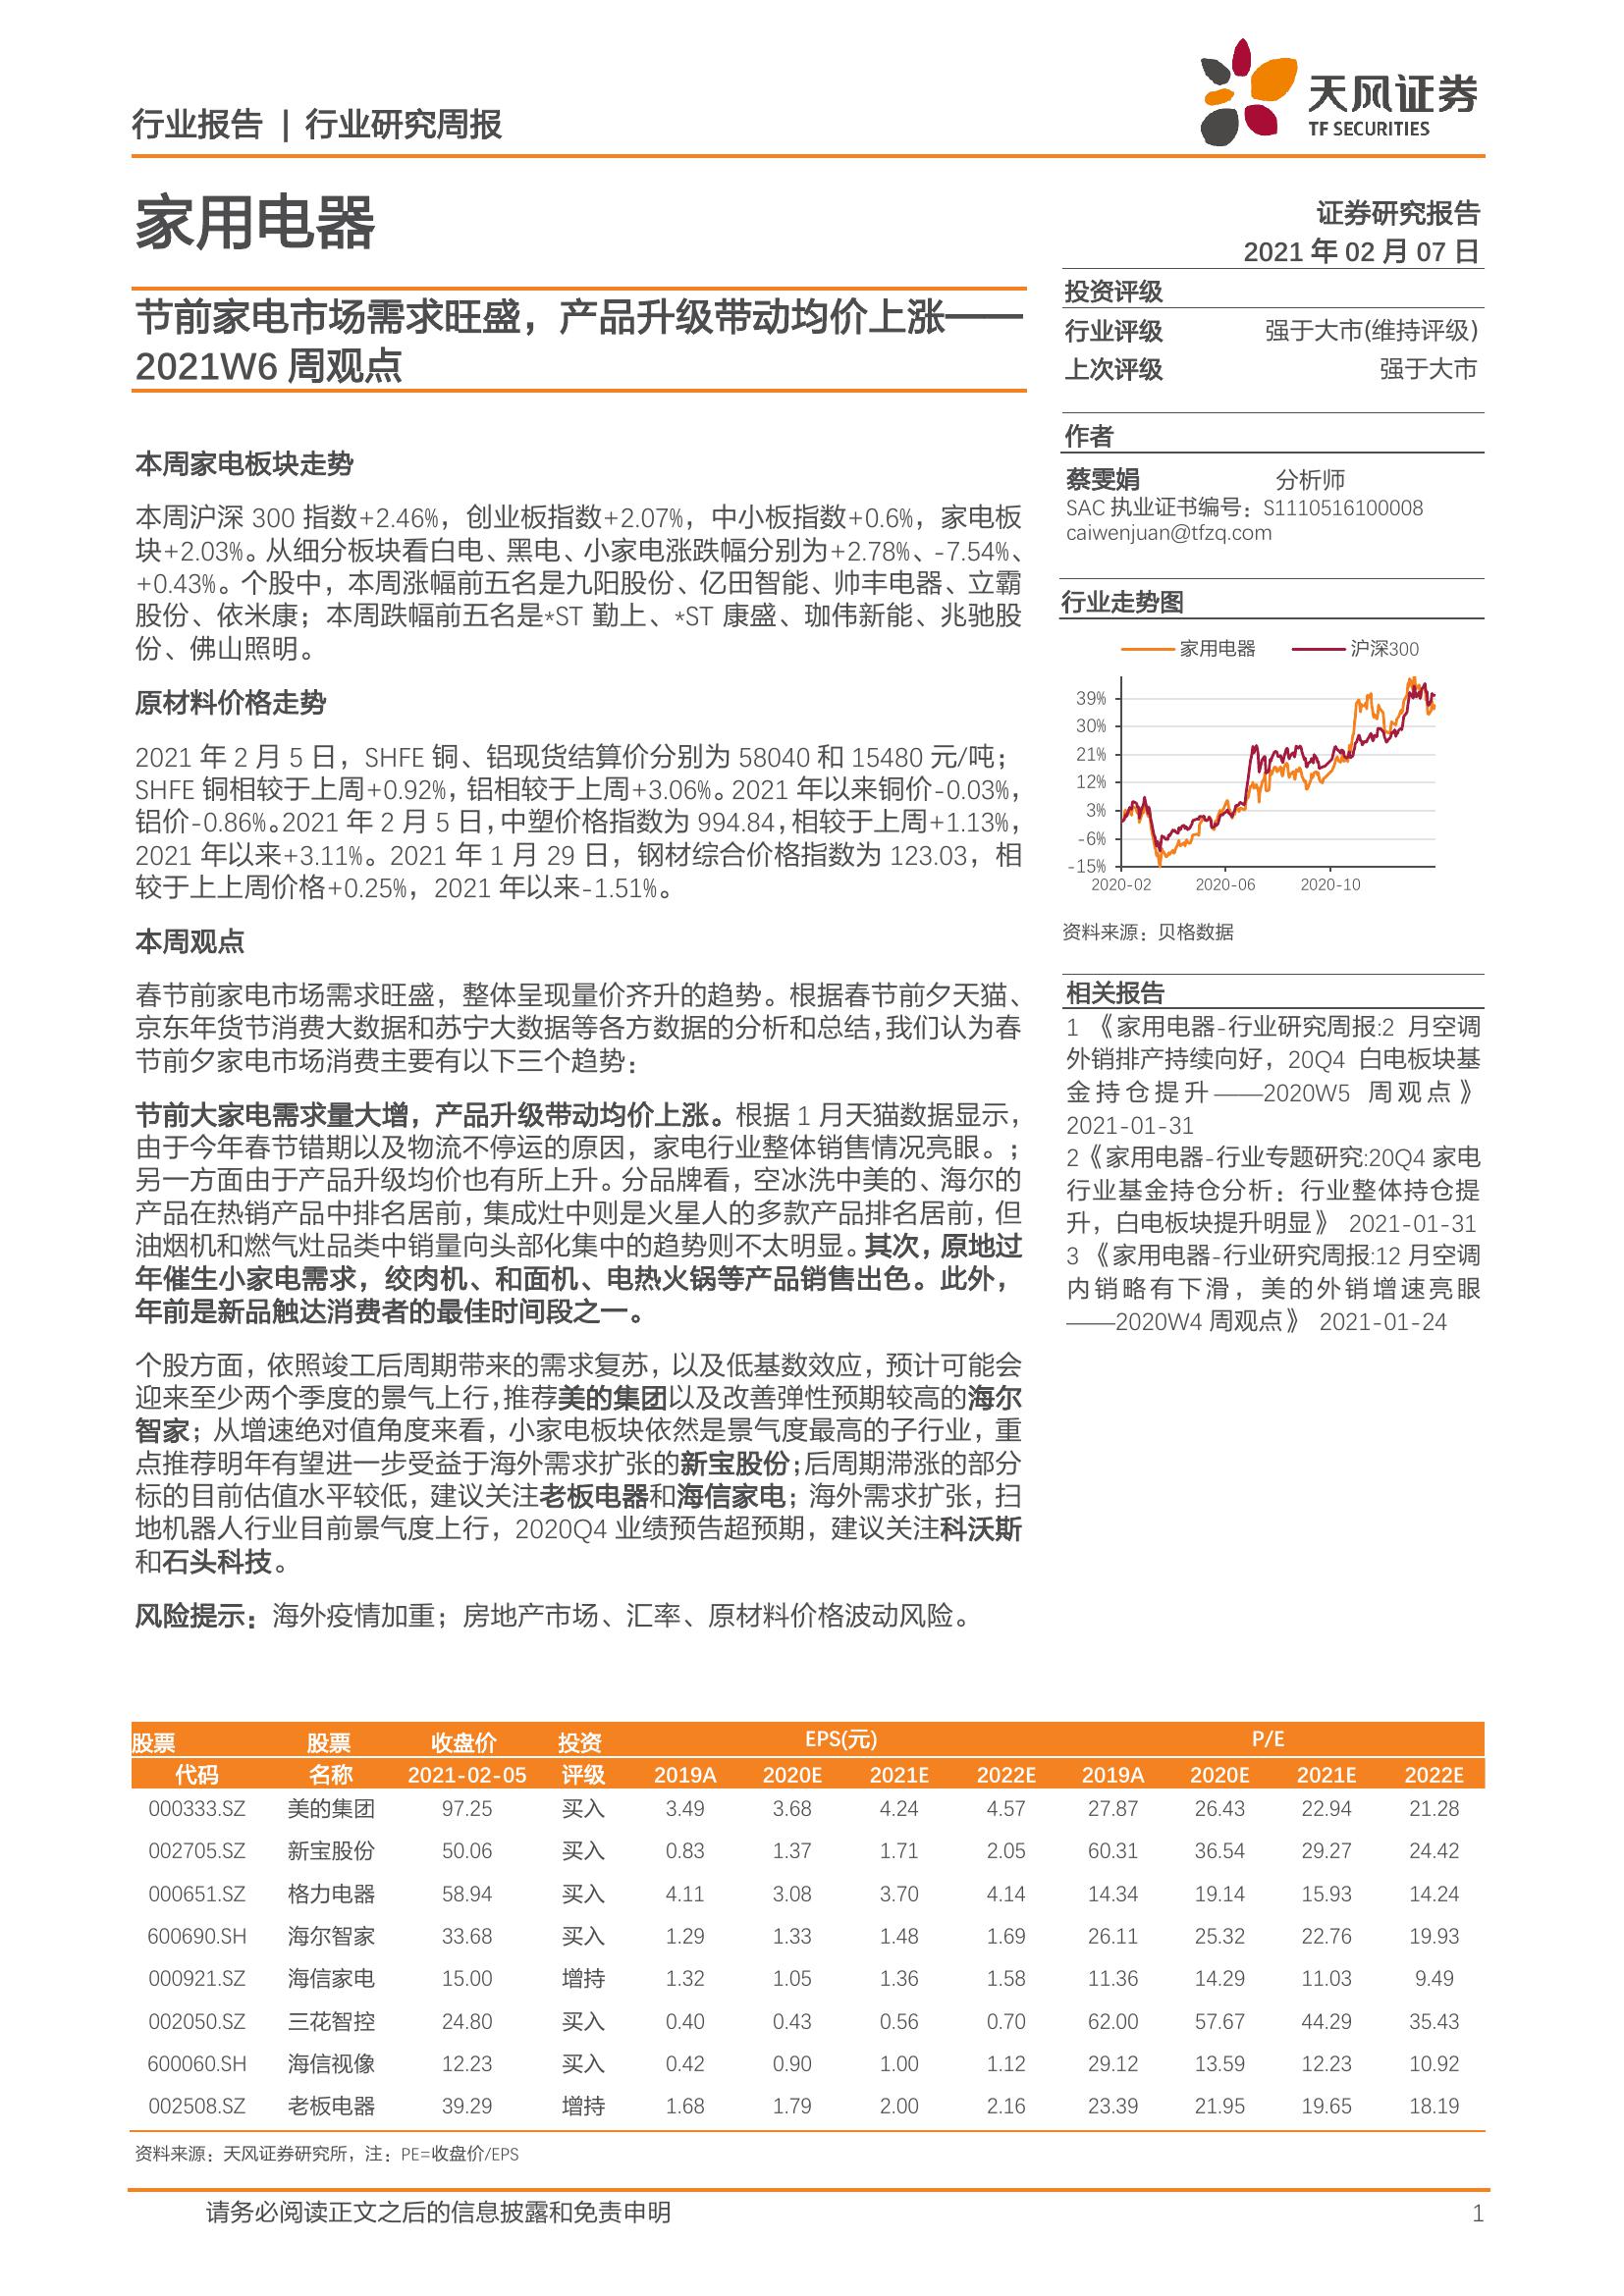 行业报告 | 行业研究周报
天风证券
TF SECURITIES
家用电器
证券研究报告
2021 年 02 月 07 日
节前家电市场需求旺盛，产品升级带动均价上涨——
2021W6 周观点
本周家电板块走势
本周沪深 300 指数+2.46%，创业板指数+2.07%，中小板指数+0.6%，家电板
块+2.03%。从细分板块看白电、黑电、小家电涨跌幅分别为+2.78%、-7.54%、
+0.43%。个股中，本周涨幅前五名是九阳股份、亿田智能、帅丰电器、立霸
股份、依米康；本周跌幅前五名是*ST 勤上、*ST 康盛、珈伟新能、兆驰股
份、佛山照明。
原材料价格走势
2021 年 2 月 5 日，SHFE 铜、铝现货结算价分别为 58040 和 15480 元/吨；
SHFE 铜相较于上周+0.92%，铝相较于上周+3.06%。2021 年以来铜价-0.03%，
铝价-0.86%。2021 年 2 月 5 日，中塑价格指数为 994.84，相较于上周+1.13%，
2021 年以来+3.11%。2021 年 1 月 29 日，钢材综合价格指数为 123.03，相
较于上上周价格+0.25%，2021 年以来-1.51%。
本周观点
春节前家电市场需求旺盛，整体呈现量价齐升的趋势。根据春节前夕天猫、
京东年货节消费大数据和苏宁大数据等各方数据的分析和总结，我们认为春
节前夕家电市场消费主要有以下三个趋势：
节前大家电需求量大增，产品升级带动均价上涨。根据 1 月天猫数据显示，
由于今年春节错期以及物流不停运的原因，家电行业整体销售情况亮眼。；
另一方面由于产品升级均价也有所上升。分品牌看，空冰洗中美的、海尔的
产品在热销产品中排名居前，集成灶中则是火星人的多款产品排名居前，但
油烟机和燃气灶品类中销量向头部化集中的趋势则不太明显。其次，原地过
年催生小家电需求，绞肉机、和面机、电热火锅等产品销售出色。此外，
年前是新品触达消费者的最佳时间段之一。
个股方面，依照竣工后周期带来的需求复苏，以及低基数效应，预计可能会
迎来至少两个季度的景气上行，推荐美的集团以及改善弹性预期较高的海尔
智家；从增速绝对值角度来看，小家电板块依然是景气度最高的子行业，重
点推荐明年有望进一步受益于海外需求扩张的新宝股份；后周期滞涨的部分
标的目前估值水平较低，建议关注老板电器和海信家电；海外需求扩张，扫
地机器人行业目前景气度上行，2020Q4 业绩预告超预期，建议关注科沃斯
和石头科技。
风险提示：海外疫情加重；房地产市场、汇率、原材料价格波动风险。
投资评级
行业评级 强于大市(维持评级)
上次评级 强于大市
作者
蔡雯娟 分析师
SAC 执业证书编号：S1110516100008
caiwenjuan@tfzq.com
行业走势图
家用电器 沪深300
39%
30%
21%
12%
3%
-6%
-15%
2020-02 2020-06 2020-10
资料来源：贝格数据
相关报告
1 《家用电器-行业研究周报:2 月空调
外销排产持续向好，20Q4 白电板块基
金持仓提升——2020W5 周观点》
2021-01-31
2《家用电器-行业专题研究:20Q4 家电
行业基金持仓分析：行业整体持仓提
升，白电板块提升明显》 2021-01-31
3 《家用电器-行业研究周报:12 月空调
内销略有下滑，美的外销增速亮眼
——2020W4 周观点》 2021-01-24
股票 股票 收盘价 投资 EPS(元) P/E
代码 名称 2021-02-05 评级 2019A 2020E 2021E 2022E 2019A 2020E 2021E 2022E
000333.SZ 美的集团 97.25 买入 3.49 3.68 4.24 4.57 27.87 26.43 22.94 21.28
002705.SZ 新宝股份 50.06 买入 0.83 1.37 1.71 2.05 60.31 36.54 29.27 24.42
000651.SZ 格力电器 58.94 买入 4.11 3.08 3.70 4.14 14.34 19.14 15.93 14.24
600690.SH 海尔智家 33.68 买入 1.29 1.33 1.48 1.69 26.11 25.32 22.76 19.93
000921.SZ 海信家电 15.00 增持 1.32 1.05 1.36 1.58 11.36 14.29 11.03 9.49
002050.SZ 三花智控 24.80 买入 0.40 0.43 0.56 0.70 62.00 57.67 44.29 35.43
600060.SH 海信视像 12.23 买入 0.42 0.90 1.00 1.12 29.12 13.59 12.23 10.92
002508.SZ 老板电器 39.29 增持 1.68 1.79 2.00 2.16 23.39 21.95 19.65 18.19
资料来源：天风证券研究所，注：PE=收盘价/EPS
请务必阅读正文之后的信息披露和免责申明 1